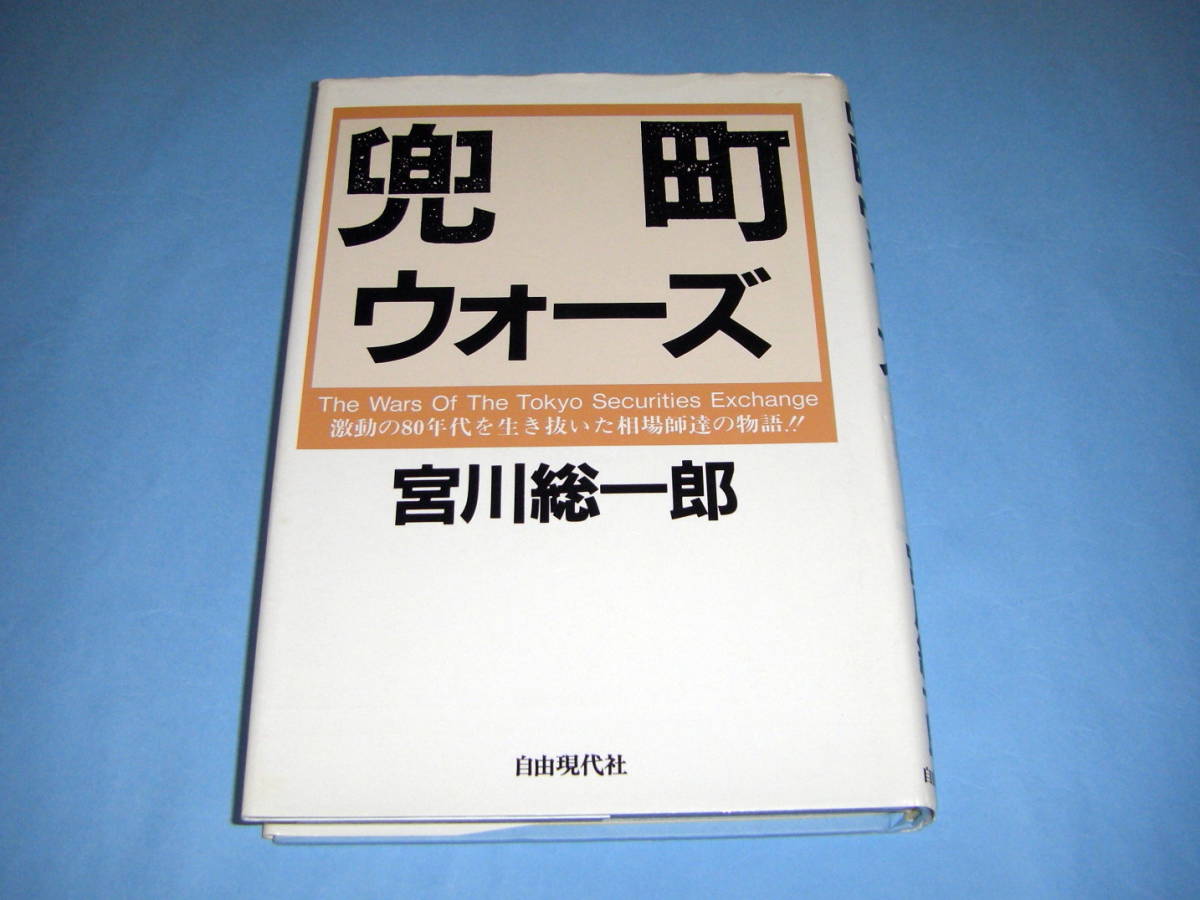 兜町
ウォーズ
The Wars Of The Tokyo Securities Exchange
激動の80年代を生き抜いた相場師達の物語!!
宮川総一郎
自由現代社